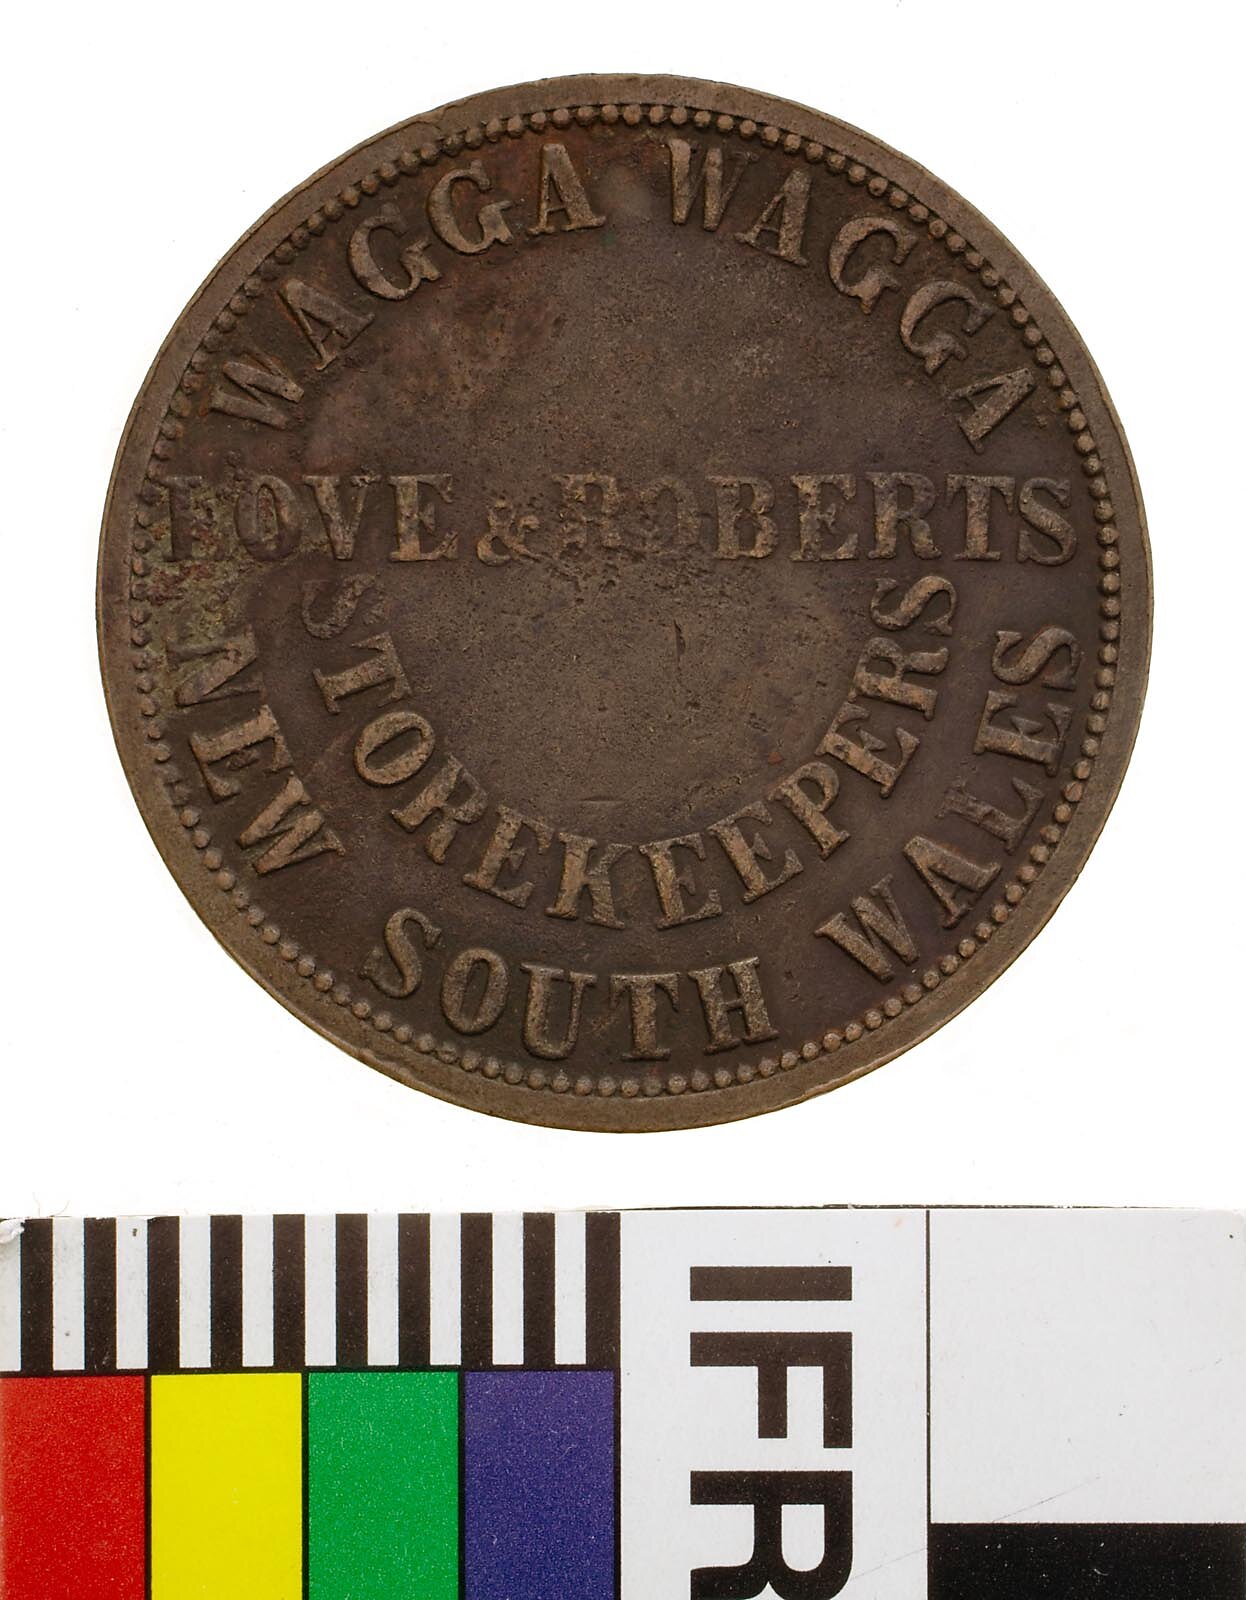 WAGGA WAGGA
LOVE & ROBERTS
STOREKEEPERS
NEW SOUTH WALES
IFR